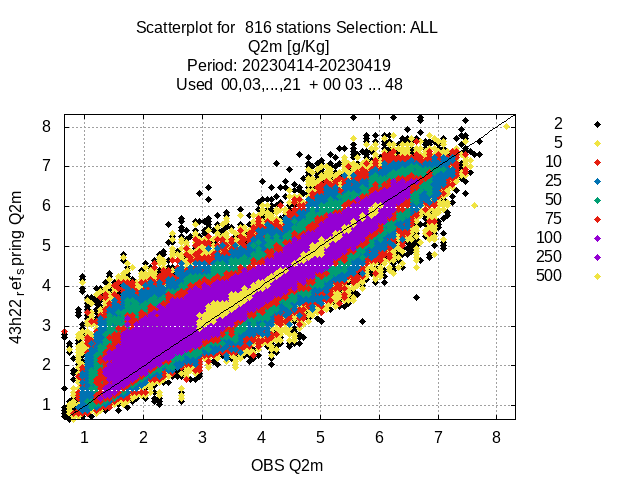 Scatterplot for  816 stations Selection: ALL
Q2m [g/Kg]
Period: 20230414-20230419
Used  00,03,...,21  + 00 03 ... 48
2
5
10
25
50
75
100
250
500
43h22_ref_spring Q2m
8
7
6
5
4
3
2
1
1 2 3 4 5 6 7 8
OBS Q2m